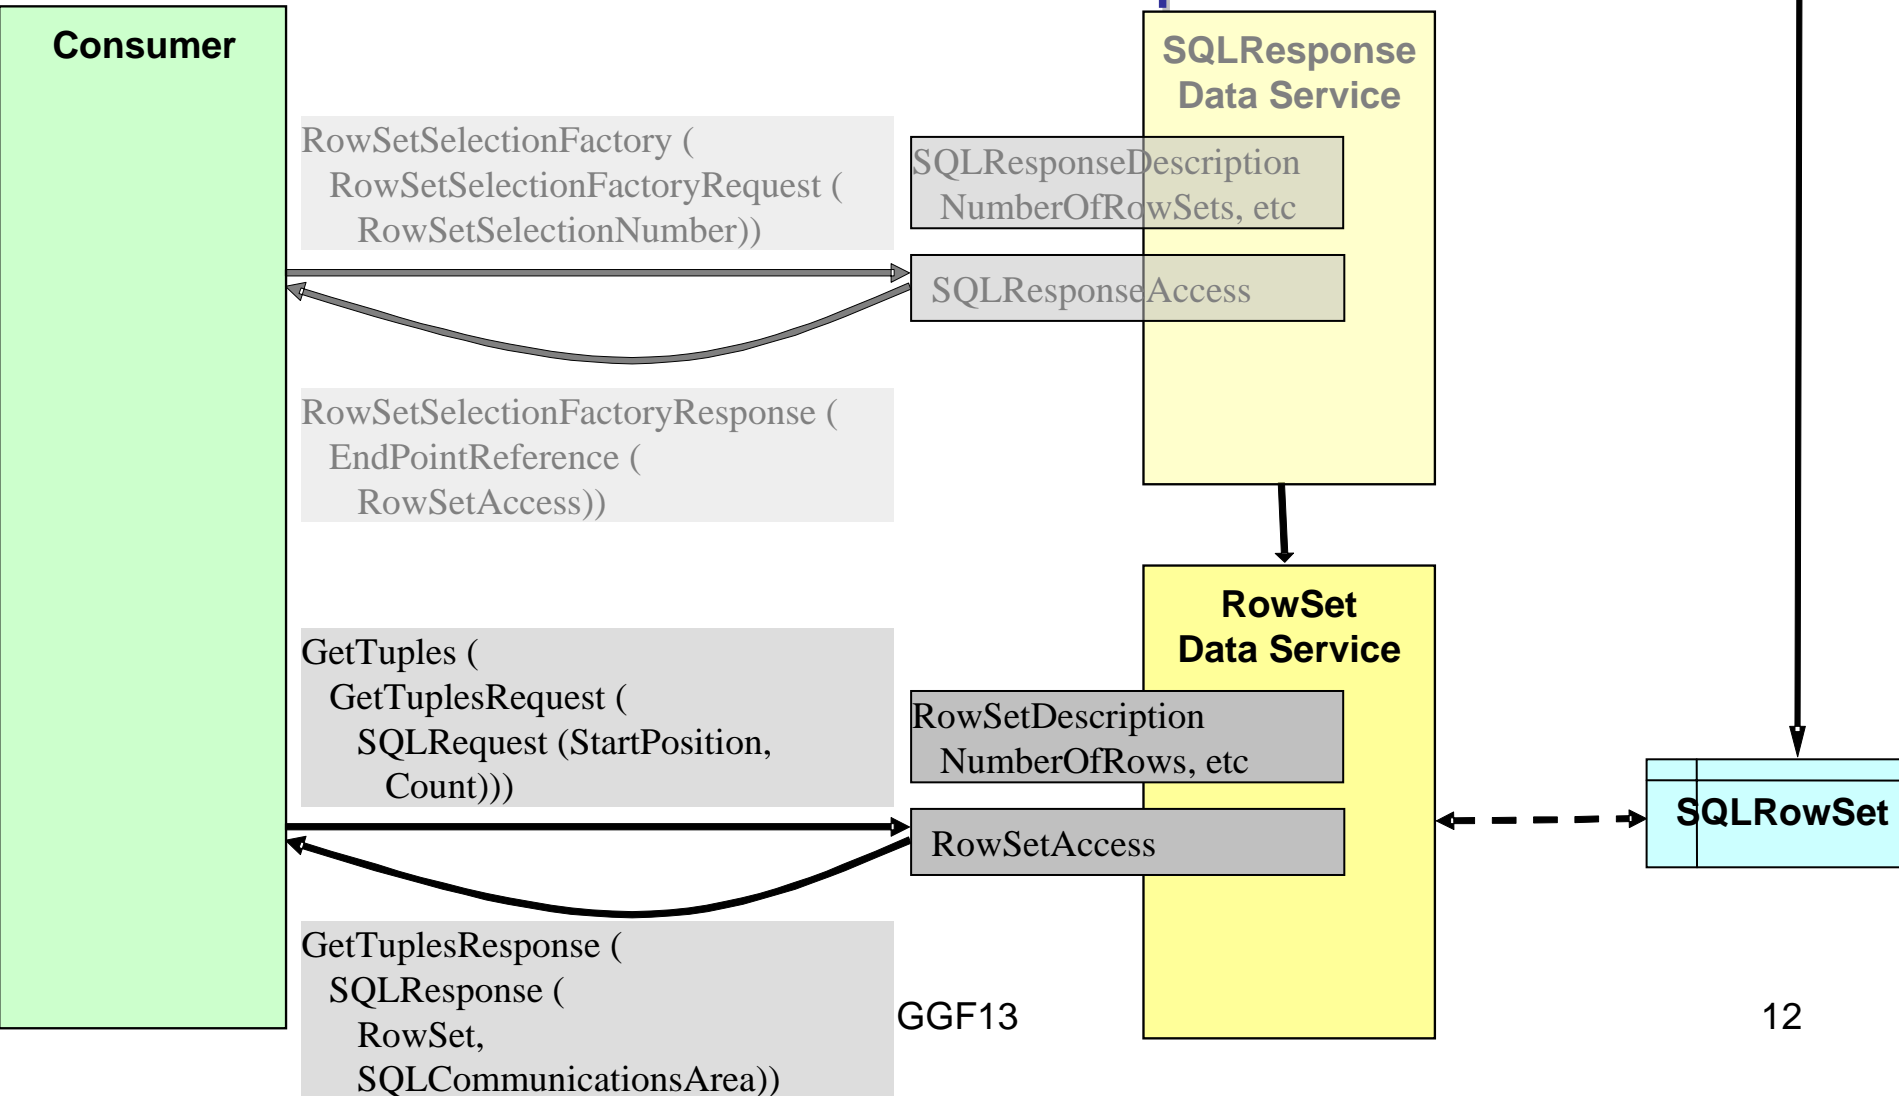 Consumer
SQLResponse
Data Service
RowSetSelectionFactory (
RowSetSelectionFactoryRequest (
RowSetSelectionNumber))
SQLResponseDescription
NumberOfRowSets, etc
SQLResponseAccess
RowSetSelectionFactoryResponse (
EndPointReference (
RowSetAccess))
RowSet
Data Service
GetTuples (
GetTuplesRequest (
SQLRequest (StartPosition,
Count)))
RowSetDescription
NumberOfRows, etc
RowSetAccess
SQLRowSet
GetTuplesResponse (
SQLResponse (
RowSet,
SQLCommunicationsArea))
GGF13
12